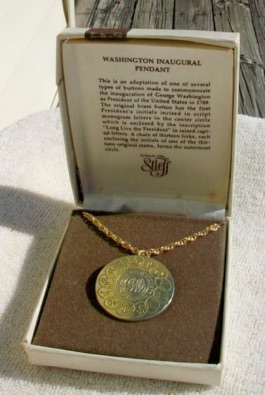 WASHINGTON INAUGURAL
PENDANT
This is an adaptation of one of several
types of buttons made to commemorate
the inauguration of George Washington
as President of the United States in 1789.
The original brass button has the first
President's initials incised in script
monogram letters in the center circle
which is enclosed by the inscription
"Long Live the President" in raised capi-
tal letters. A chain of thirteen links, each
enclosing the initials of one of the thir-
teen original states, forms the outermost
circle.
Stieff
GW